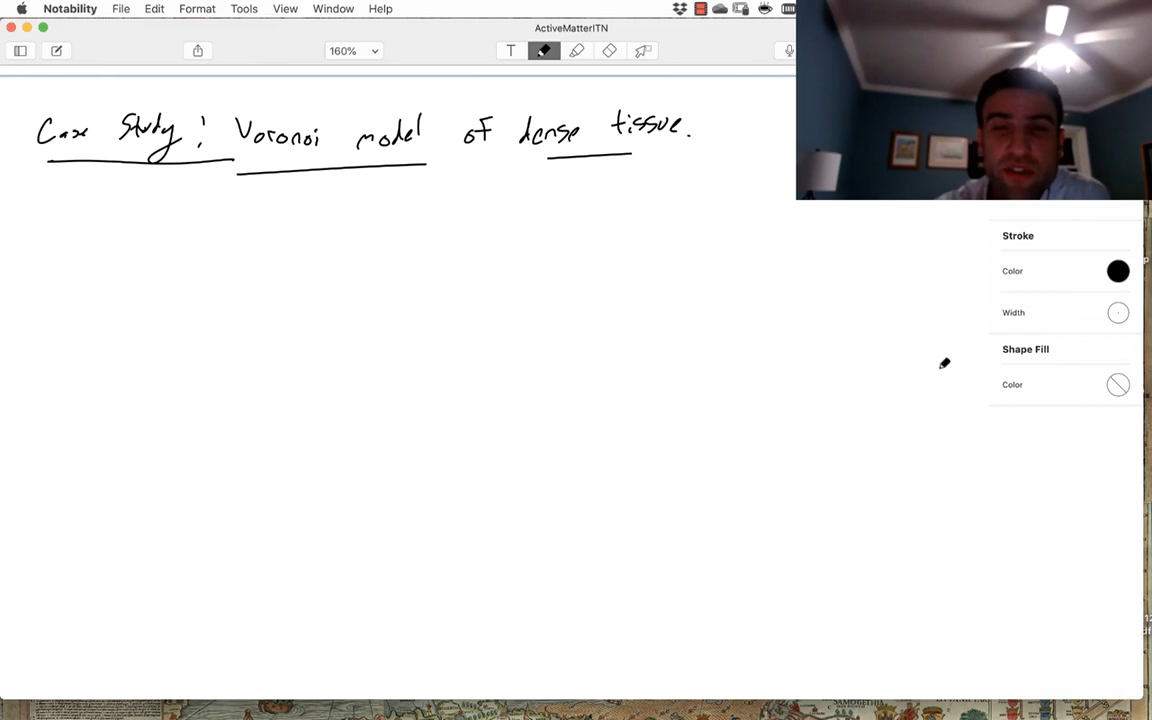 Notability File Edit Format Tools View Window Help
ActiveMatterITN
160% T
Case Study: Voronoi model of dense tissue.
Stroke
Color
Width
Shape Fill
Color